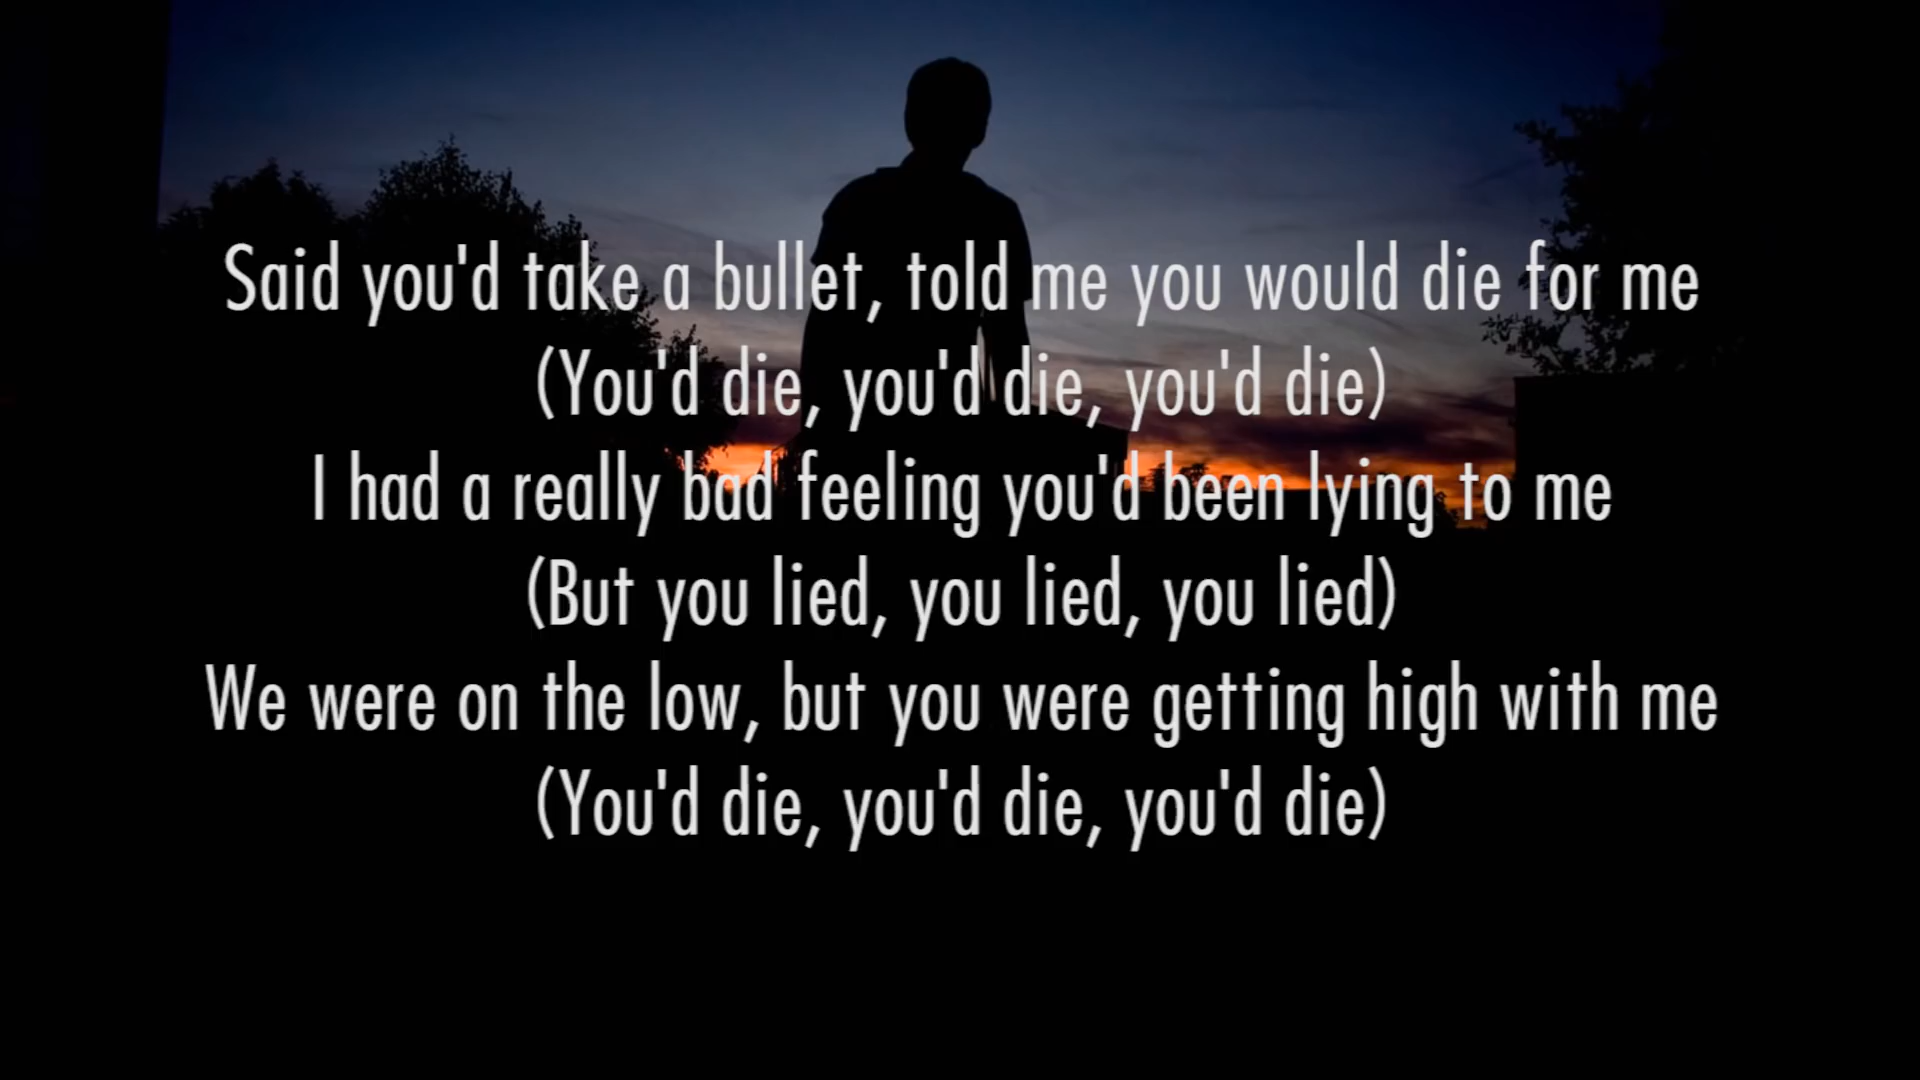 Said you'd take a bullet, told me you would die for me
(You'd die, you'd die, you'd die)
I had a really bad feeling you'd been lying to me
(But you lied, you lied, you lied)
We were on the low, but you were getting high with me
(You'd die, you'd die, you'd die)